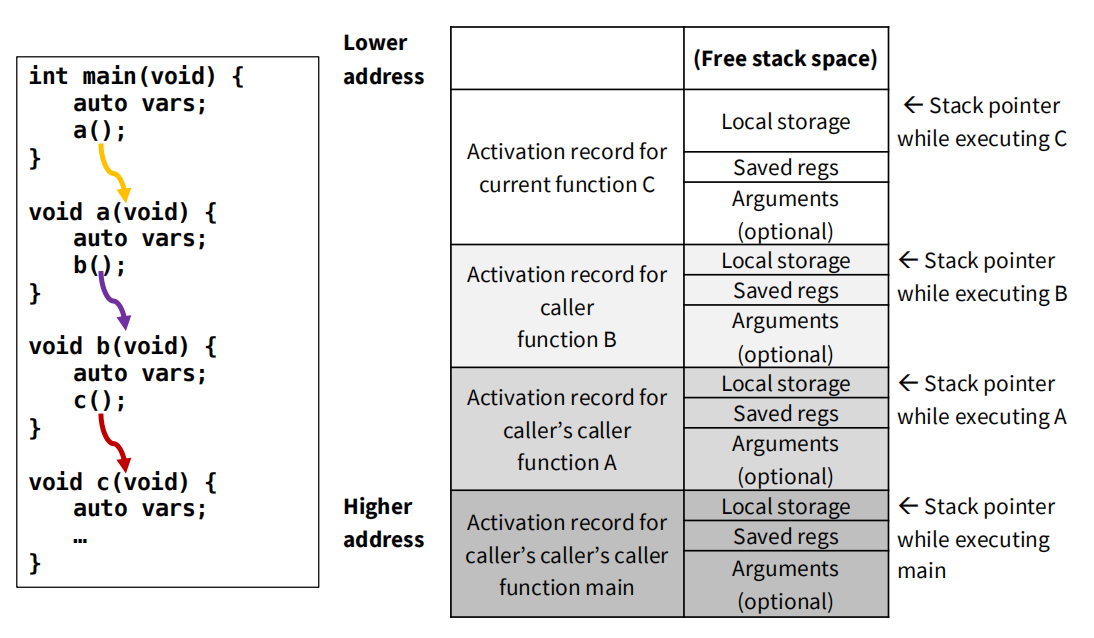 int main(void) {
auto vars;
a();
}
void a(void) {
auto vars;
b();
}
void b(void) {
auto vars;
c();
}
void c(void) {
auto vars;
…
}
Lower
address
Higher
address
(Free stack space)
Activation record for
current function C
Local storage
Saved regs
Arguments
(optional)
← Stack pointer
while executing C
Activation record for
caller
function B
Local storage
Saved regs
Arguments
(optional)
← Stack pointer
while executing B
Activation record for
caller’s caller
function A
Local storage
Saved regs
Arguments
(optional)
← Stack pointer
while executing A
Activation record for
caller’s caller’s caller
function main
Local storage
Saved regs
Arguments
(optional)
← Stack pointer
while executing
main